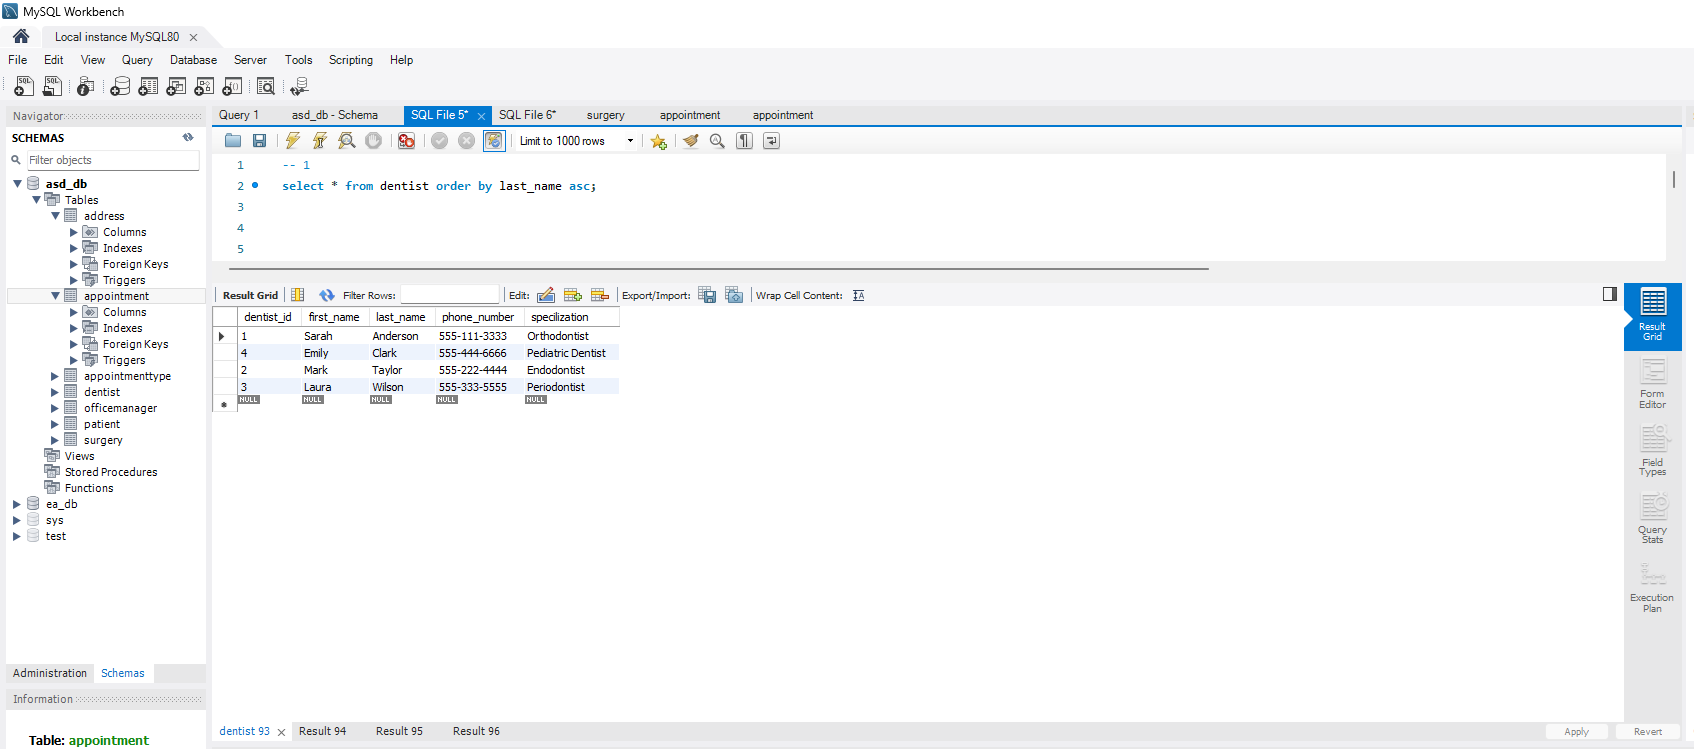 MySQL Workbench
Local instance MySQL80
File Edit View Query Database Server Tools Scripting Help
Navigator
SCHEMAS
Filter objects
asd_db
Tables
address
Columns
Indexes
Foreign Keys
Triggers
appointment
Columns
Indexes
Foreign Keys
Triggers
appointmenttype
dentist
officemanager
patient
surgery
Views
Stored Procedures
Functions
ea_db
sys
test
Administration Schemas
Information
Table: appointment
Query 1 asd_db - Schema SQL File 5* SQL File 6* surgery appointment appointment
Limit to 1000 rows
1 -- 1
2 select * from dentist order by last_name asc;
3
4
5
Result Grid Filter Rows: Edit: Export/Import: Wrap Cell Content:
dentist_id first_name last_name phone_number specilization
1 Sarah Anderson 555-111-3333 Orthodontist
4 Emily Clark 555-444-6666 Pediatric Dentist
2 Mark Taylor 555-222-4444 Endodontist
3 Laura Wilson 555-333-5555 Periodontist
NULL NULL NULL NULL NULL
Result
Grid
Form
Editor
Field
Types
Query
Stats
Execution
Plan
dentist 93 Result 94 Result 95 Result 96
Apply Revert